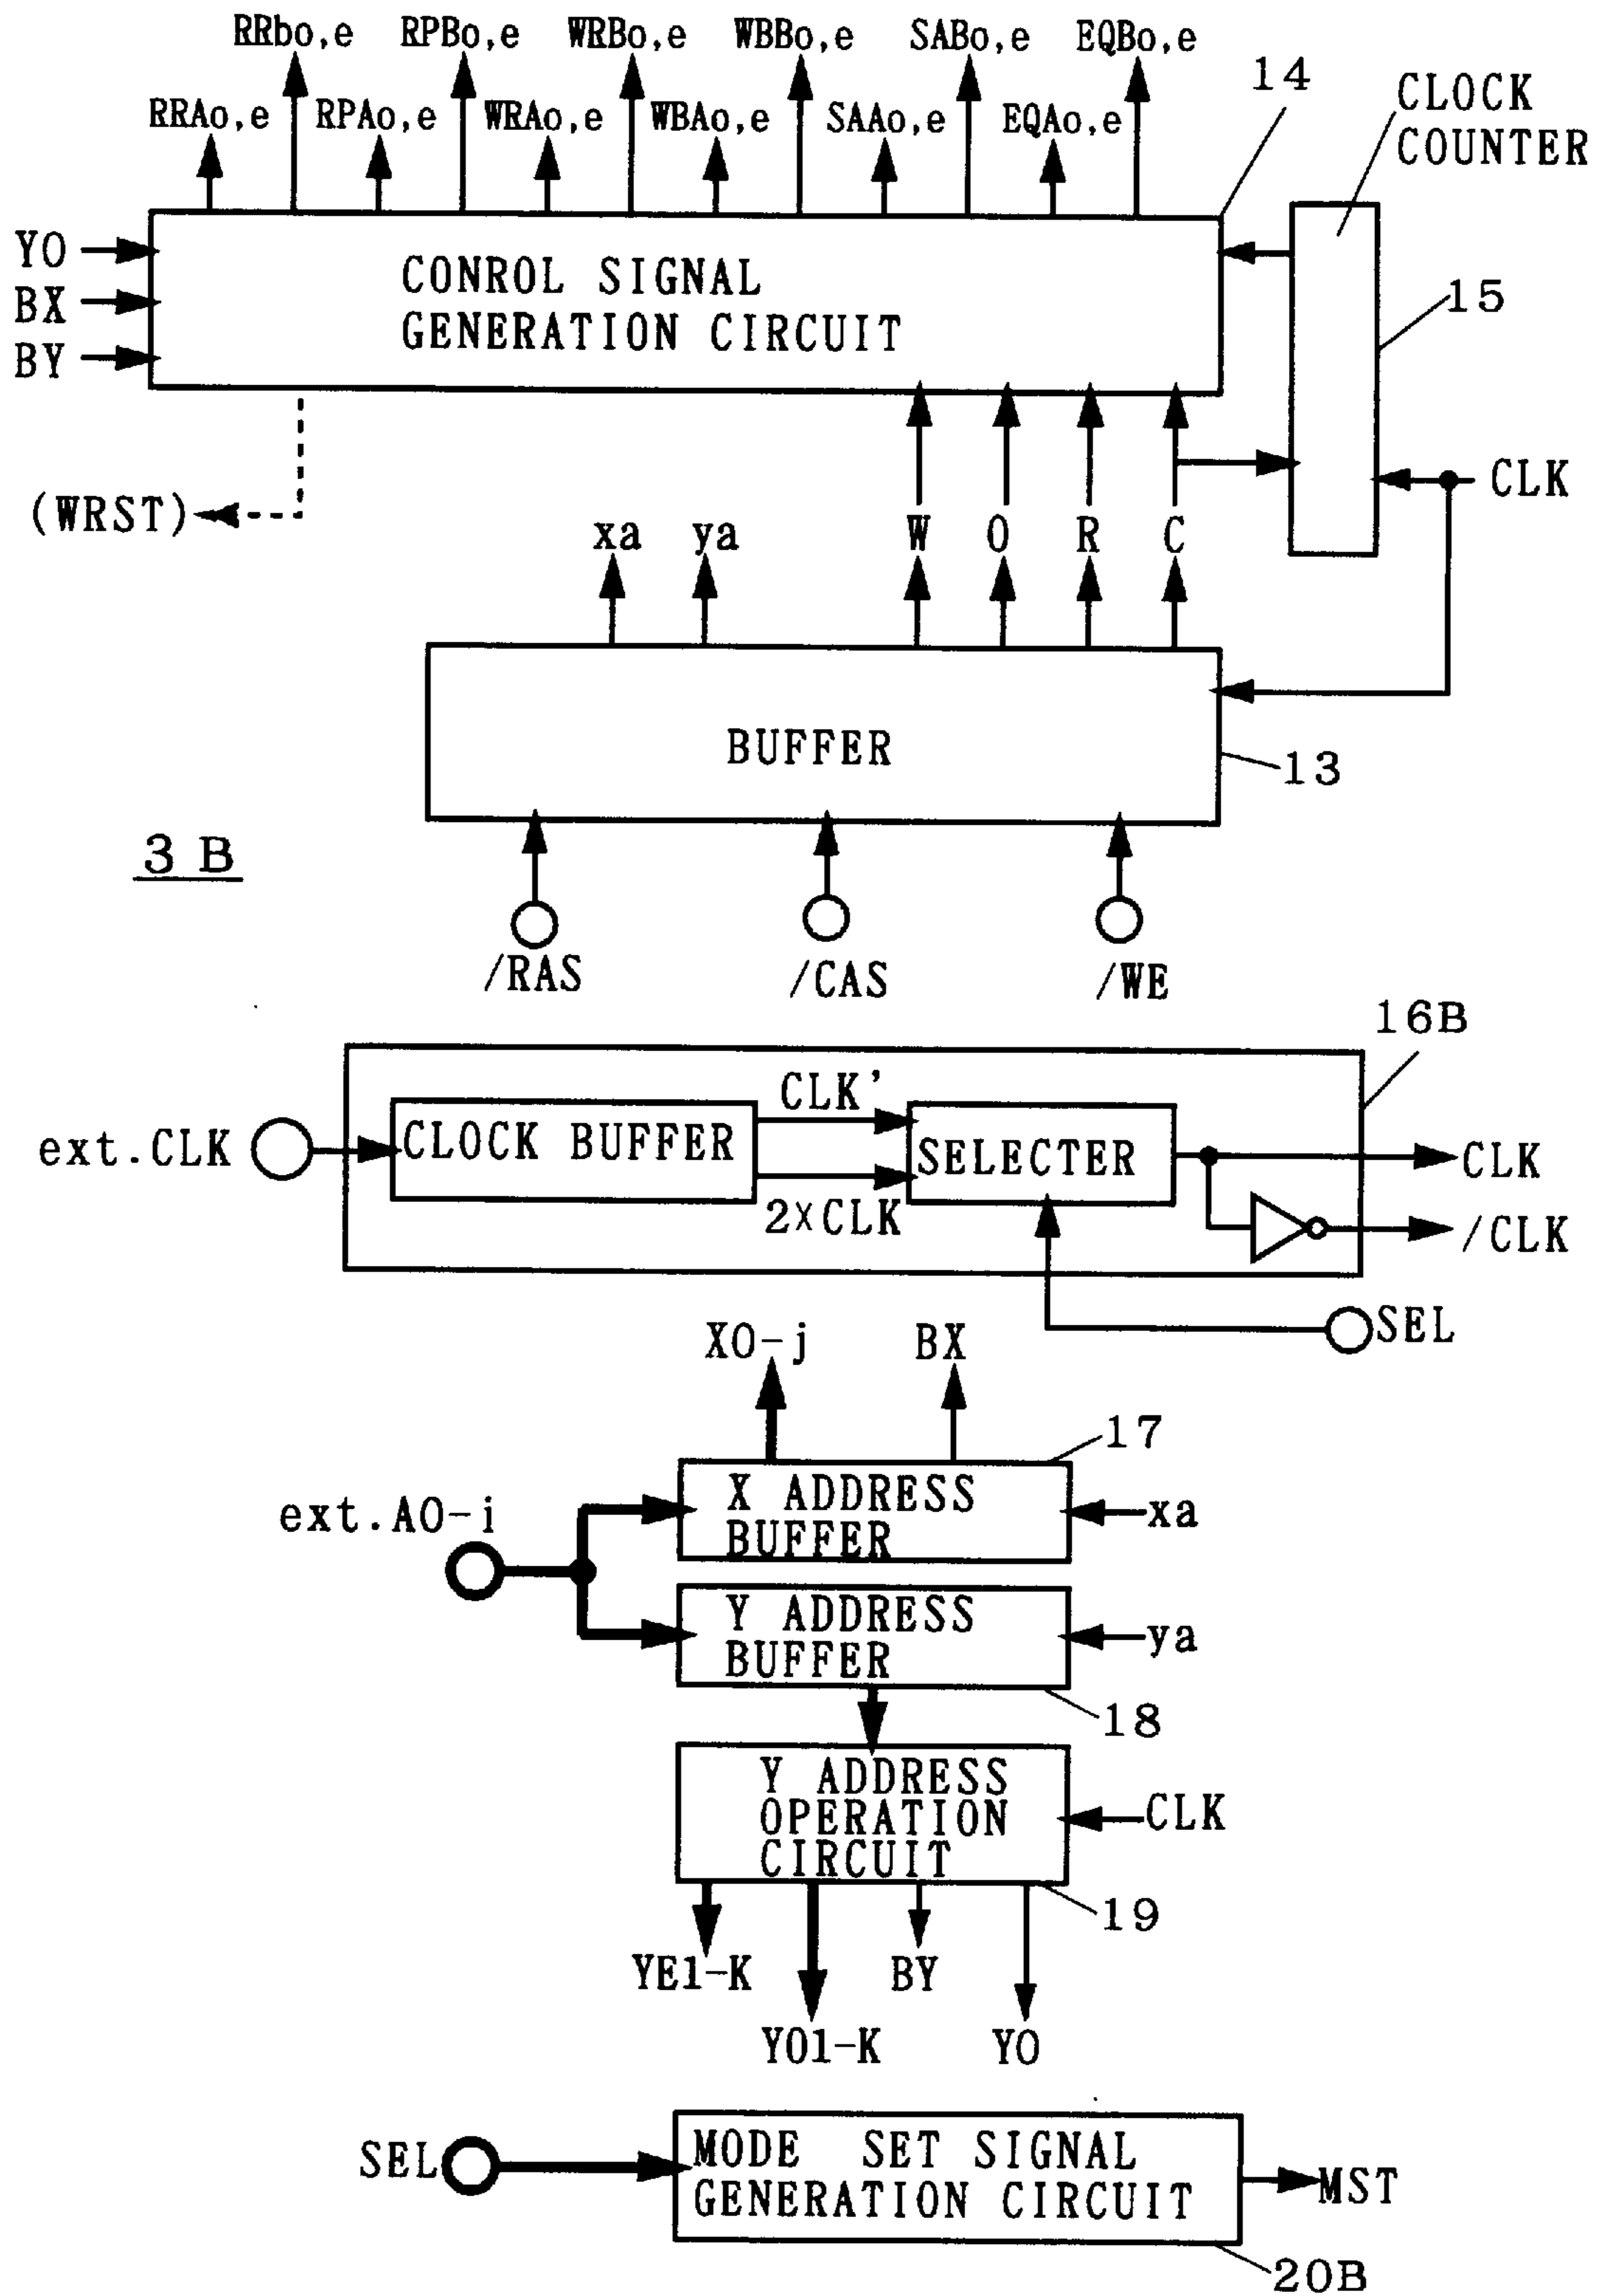 RRbo,e RPBo,e WRBo,e WBBo,e SABo,e EQBo,e
RRAo,e RPAo,e WRAo,e WBAo,e SAAo,e EQAo,e
14
CLOCK
COUNTER
YO
BX
BY
CONROL SIGNAL
GENERATION CIRCUIT
15
(WRST)
CLK
xa ya W O R C
BUFFER
13
3 B
/RAS /CAS /WE
16B
ext.CLK
CLOCK BUFFER
CLK'
2×CLK
SELECTER
CLK
/CLK
SEL
XO-j BX
17
ext.AO-i
X ADDRESS
BUFFER
xa
Y ADDRESS
BUFFER
ya
18
Y ADDRESS
OPERATION
CIRCUIT
CLK
19
YE1-K BY
YO1-K YO
SEL
MODE SET SIGNAL
GENERATION CIRCUIT
MST
20B